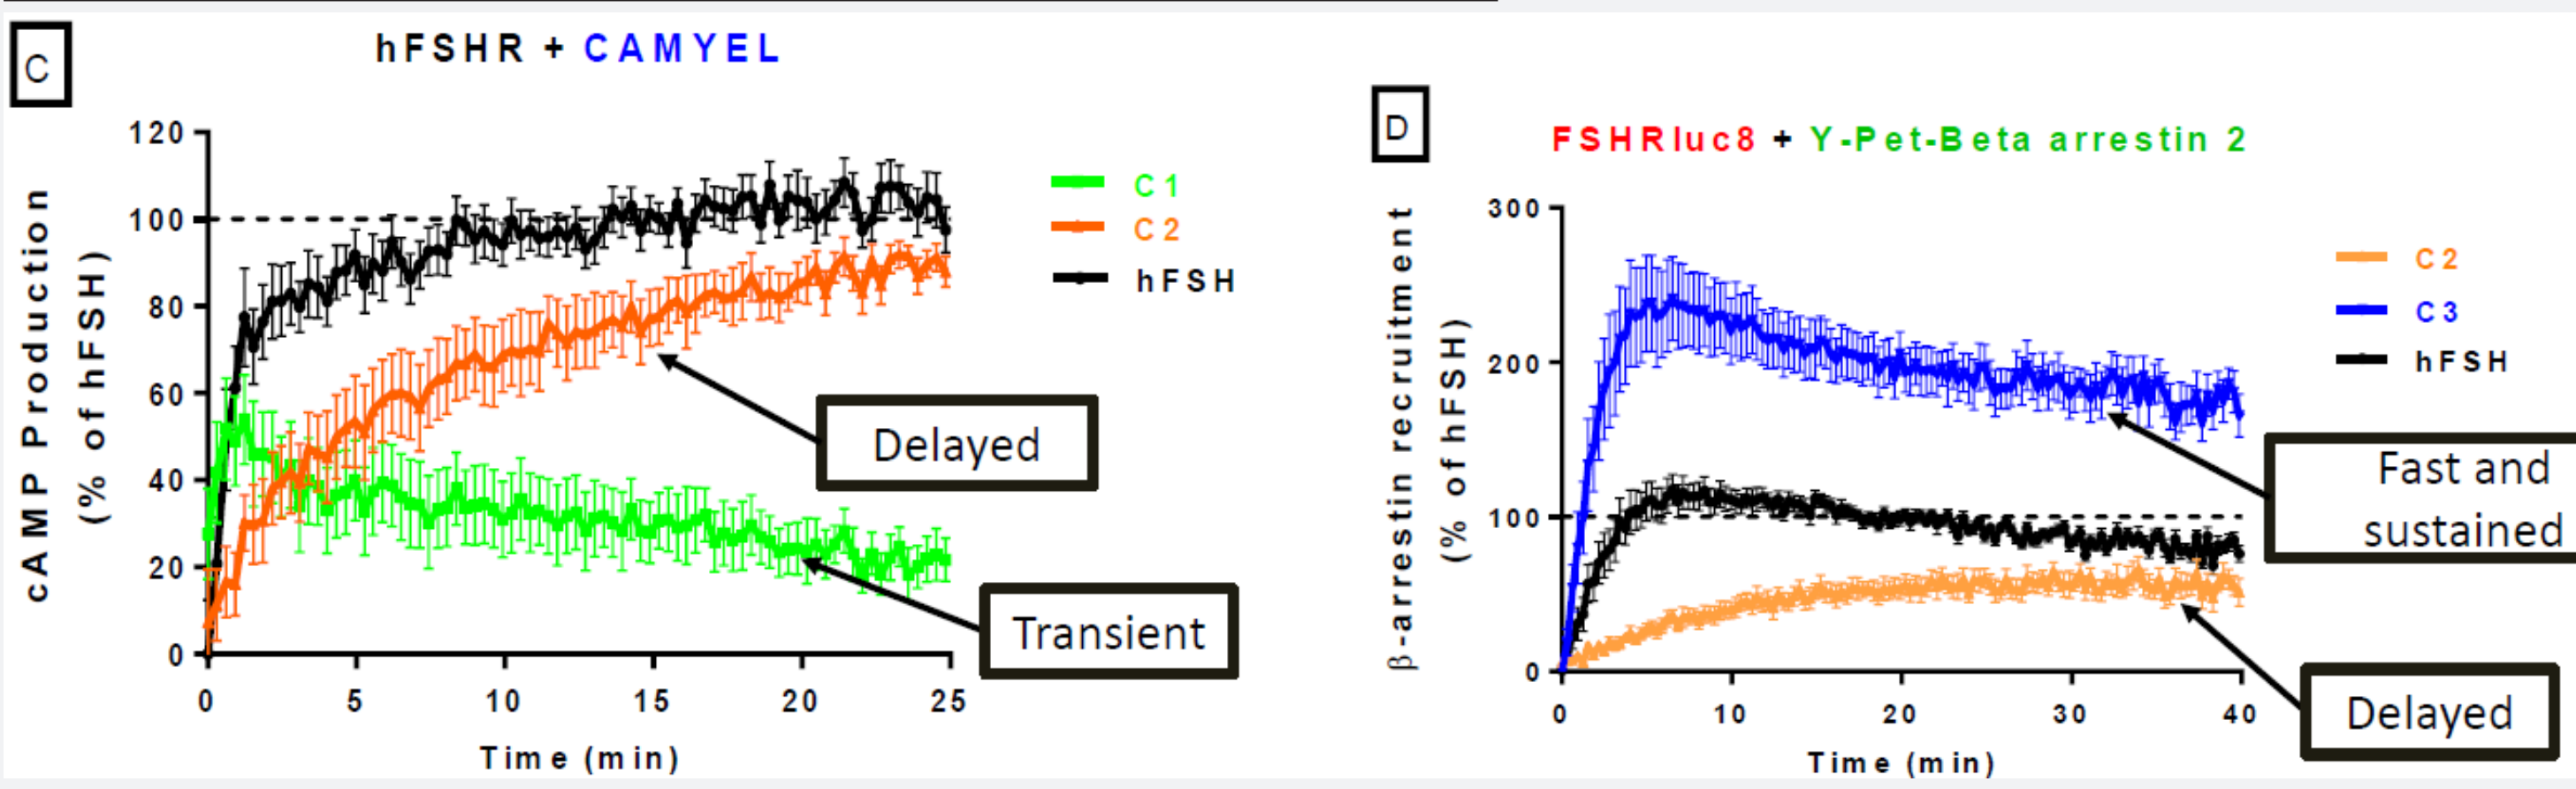 C
hFSHR + CAMYEL
cAMP Production
(% of hFSH)
120
100
80
60
40
20
0
0 5 10 15 20 25
Time (min)
C1
C2
hFSH
Delayed
Transient
D
FSHRluc8 + Y-Pet-Beta arrestin 2
β-arrestin recruitment
(% of hFSH)
300
200
100
0
0 10 20 30 40
Time (min)
C2
C3
hFSH
Fast and
sustained
Delayed